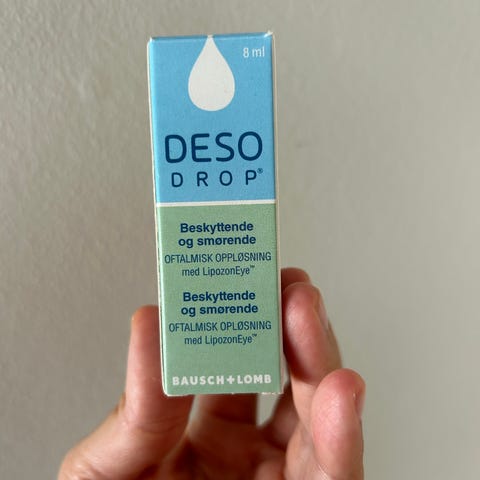 8 ml
DESO
DROP®
Beskyttende
og smørende
OFTALMISK OPPLØSNING
med LipozonEye™
Beskyttende
og smørende
OFTALMISK OPLØSNING
med LipozonEye™
BAUSCH+LOMB